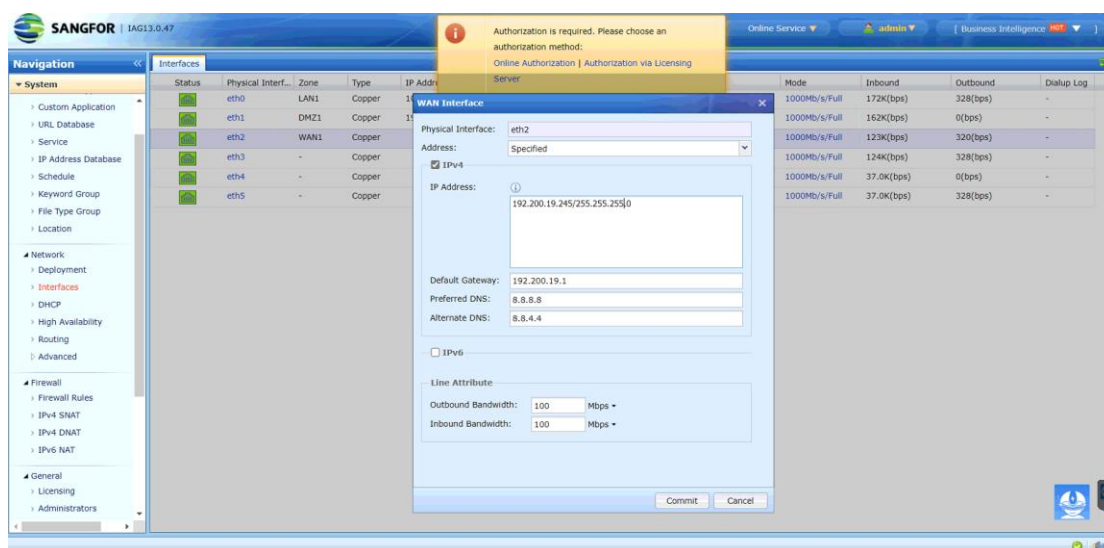 SANGFOR | IAG13.0.47
Authorization is required. Please choose an
authorization method:
Online Authorization | Authorization via Licensing
Server
Online Service
admin
[ Business Intelligence HOT ]
Navigation
System
Custom Application
URL Database
Service
IP Address Database
Schedule
Keyword Group
File Type Group
Location
Network
Deployment
Interfaces
DHCP
High Availability
Routing
Advanced
Firewall
Firewall Rules
IPv4 SNAT
IPv4 DNAT
IPv6 NAT
General
Licensing
Administrators
Interfaces
Status Physical Interf... Zone Type IP Addre Mode Inbound Outbound Dialup Log
eth0 LAN1 Copper 1000Mb/s/Full 172K(bps) 328(bps) -
eth1 DMZ1 Copper 1000Mb/s/Full 162K(bps) 0(bps) -
eth2 WAN1 Copper 1000Mb/s/Full 123K(bps) 320(bps) -
eth3 - Copper 1000Mb/s/Full 124K(bps) 328(bps) -
eth4 - Copper 1000Mb/s/Full 37.0K(bps) 0(bps) -
eth5 - Copper 1000Mb/s/Full 37.0K(bps) 328(bps) -
WAN Interface
Physical Interface: eth2
Address: Specified
IPv4
IP Address:
192.200.19.245/255.255.255.0
Default Gateway: 192.200.19.1
Preferred DNS: 8.8.8.8
Alternate DNS: 8.8.4.4
IPv6
Line Attribute
Outbound Bandwidth: 100 Mbps
Inbound Bandwidth: 100 Mbps
Commit Cancel